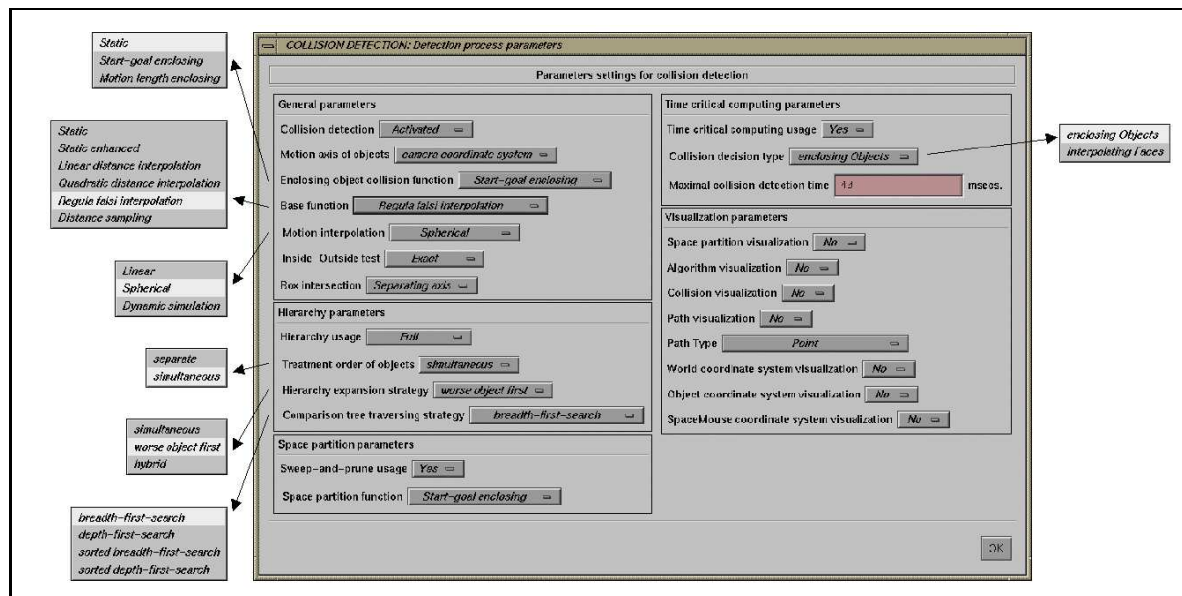 Static
Start-goal enclosing
Motion length enclosing
Static
Static enhanced
Linear distance interpolation
Quadratic distance interpolation
Regula falsi interpolation
Distance sampling
Linear
Spherical
Dynamic simulation
separate
simultaneous
simultaneous
worse object first
hybrid
breadth-first-search
depth-first-search
sorted breadth-first-search
sorted depth-first-search
COLLISION DETECTION: Detection process parameters
Parameters settings for collision detection
General parameters
Collision detection Activated
Motion axis of objects camera coordinate system
Enclosing object collision function Start-goal enclosing
Base function Regula falsi interpolation
Motion interpolation Spherical
Inside Outside test Exact
Box intersection Separating axis
Hierarchy parameters
Hierarchy usage Full
Treatment order of objects simultaneous
Hierarchy expansion strategy worse object first
Comparison tree traversing strategy breadth-first-search
Space partition parameters
Sweep-and-prune usage Yes
Space partition function Start-goal enclosing
Time critical computing parameters
Time critical computing usage Yes
Collision decision type enclosing Objects
Maximal collision detection time msecs.
Visualization parameters
Space partition visualization No
Algorithm visualization No
Collision visualization No
Path visualization No
Path Type Point
World coordinate system visualization No
Object coordinate system visualization No
SpaceMouse coordinate system visualization No
OK
enclosing Objects
interpolating Faces